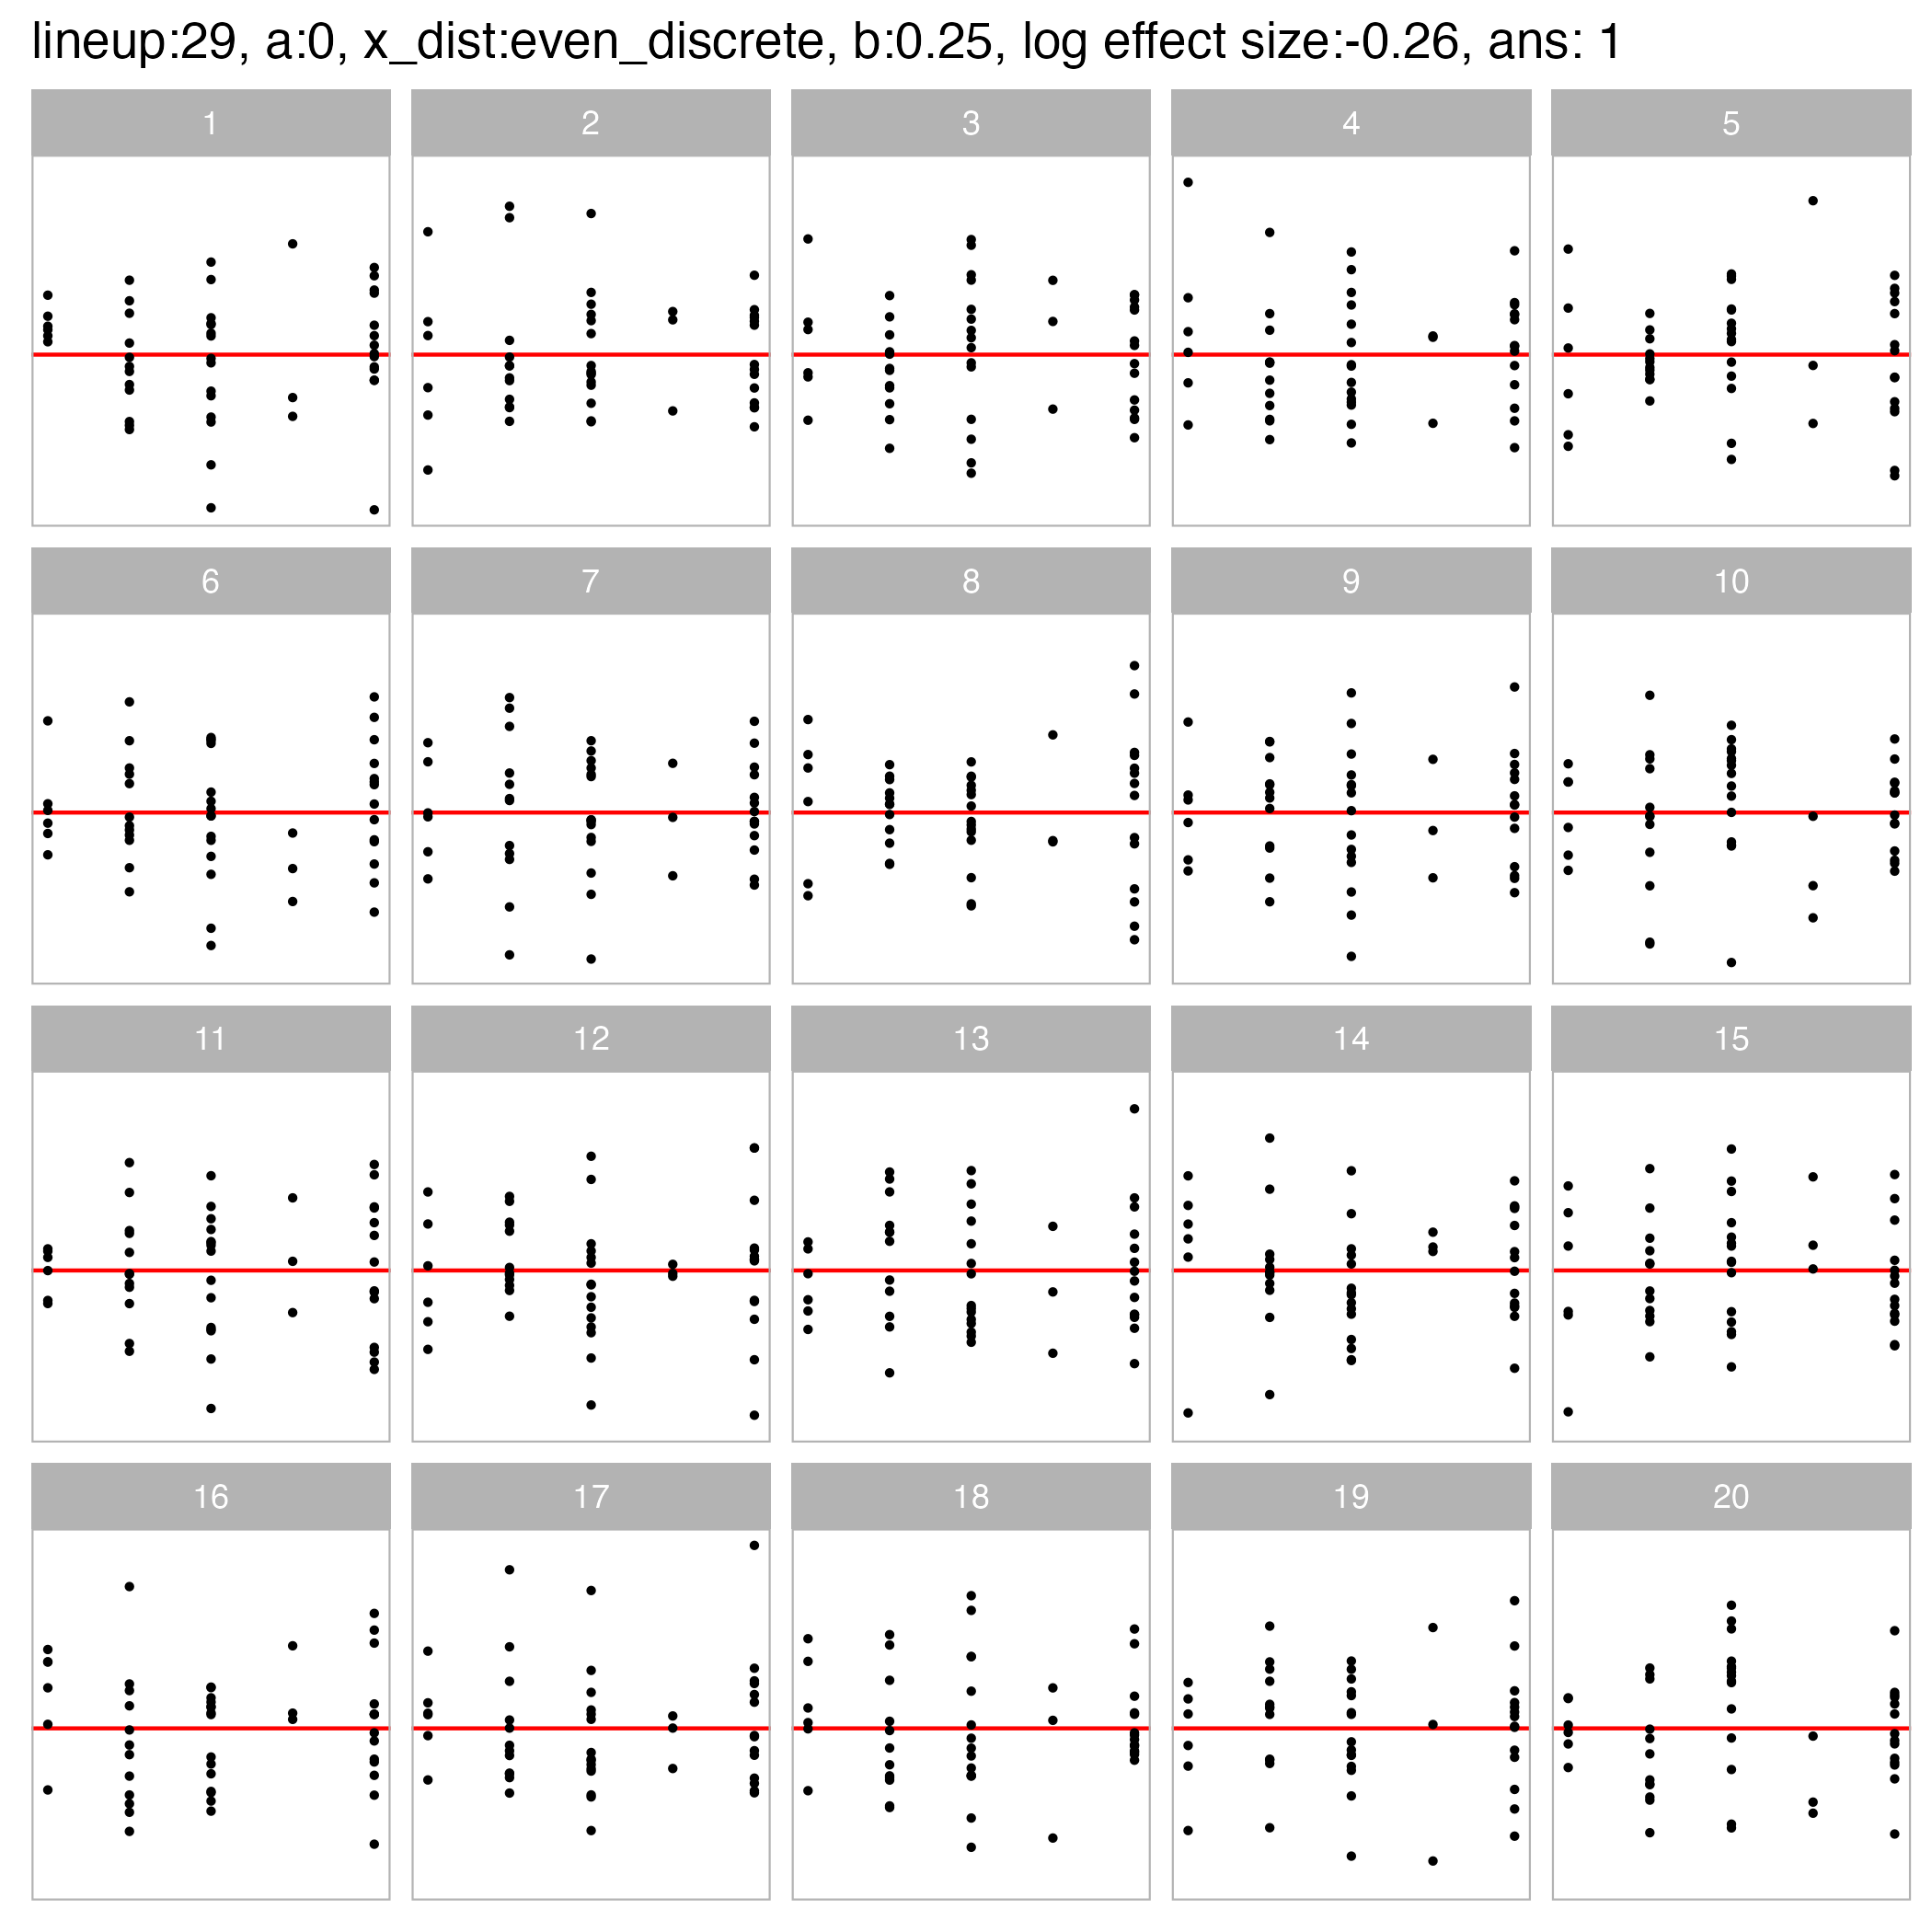 lineup:29, a:0, x_dist:even_discrete, b:0.25, log effect size:-0.26, ans: 1
1 2 3 4 5
6 7 8 9 10
11 12 13 14 15
16 17 18 19 20